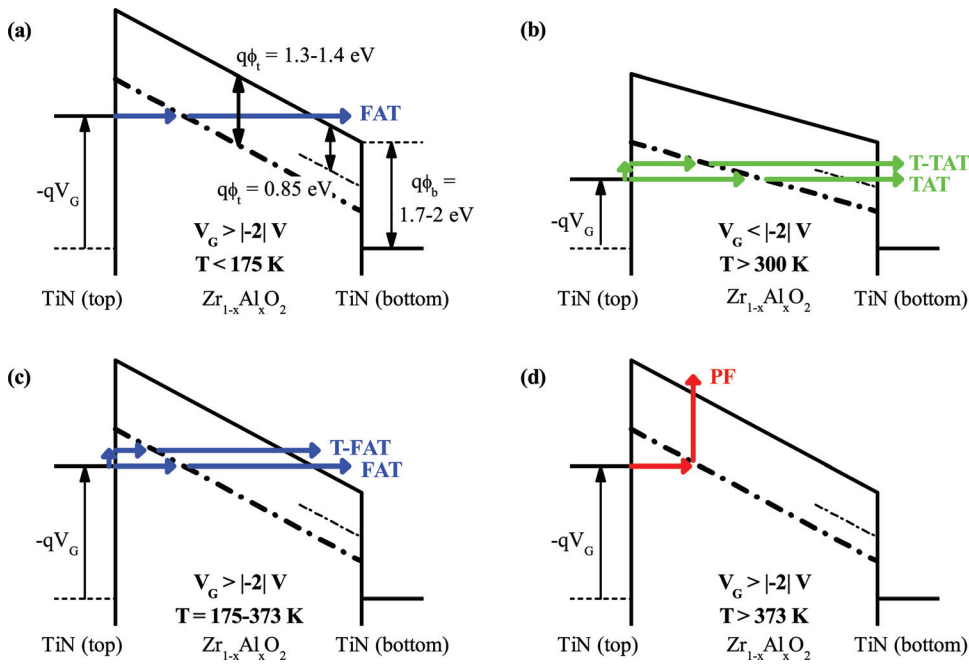 (a)
qϕt = 1.3-1.4 eV
FAT
-qVG
qϕt = 0.85 eV
qϕb =
1.7-2 eV
VG > |-2| V
T < 175 K
TiN (top)
Zr1-xAlxO2
TiN (bottom)
(b)
T-TAT
TAT
-qVG
VG < |-2| V
T > 300 K
TiN (top)
Zr1-xAlxO2
TiN (bottom)
(c)
T-FAT
FAT
-qVG
VG > |-2| V
T = 175-373 K
TiN (top)
Zr1-xAlxO2
TiN (bottom)
(d)
PF
-qVG
VG > |-2| V
T > 373 K
TiN (top)
Zr1-xAlxO2
TiN (bottom)